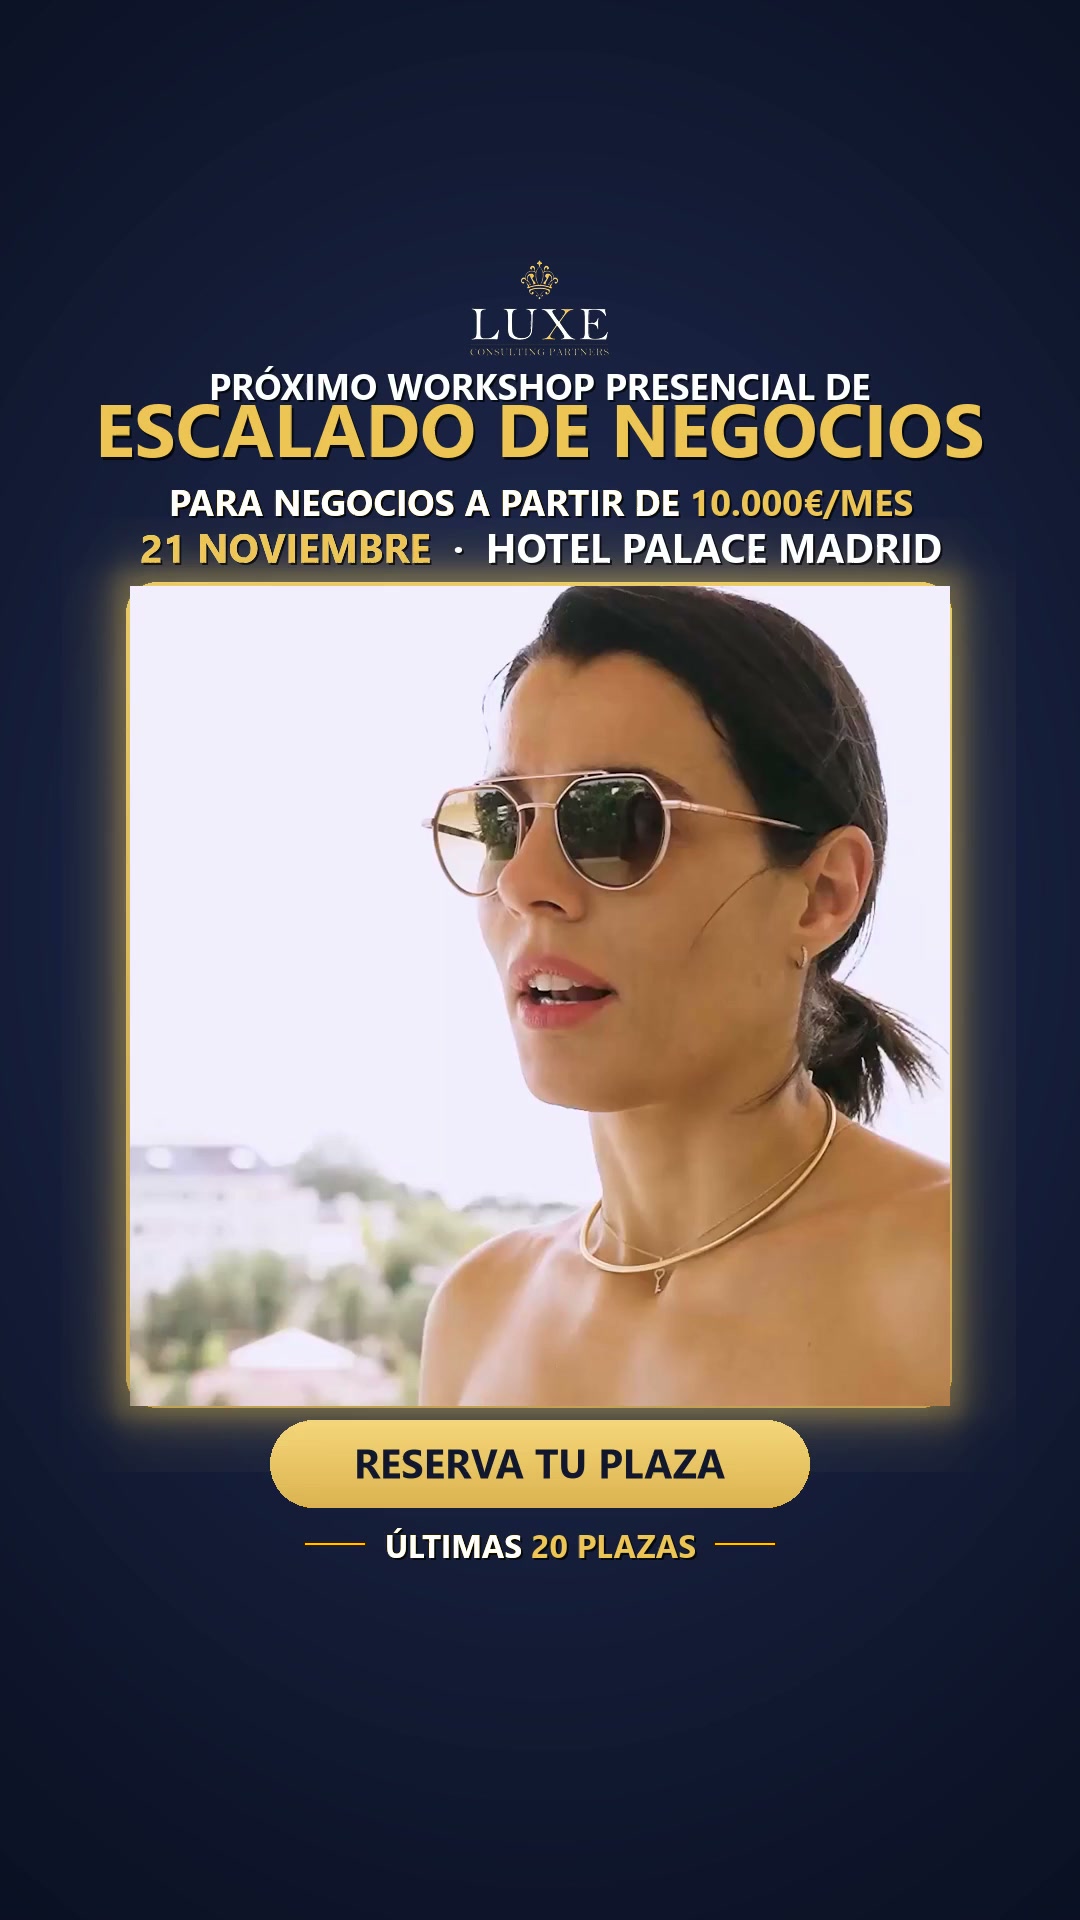 LUXE
CONSULTING PARTNERS
PRÓXIMO WORKSHOP PRESENCIAL DE
ESCALADO DE NEGOCIOS
PARA NEGOCIOS A PARTIR DE 10.000€/MES
21 NOVIEMBRE · HOTEL PALACE MADRID
RESERVA TU PLAZA
ÚLTIMAS 20 PLAZAS